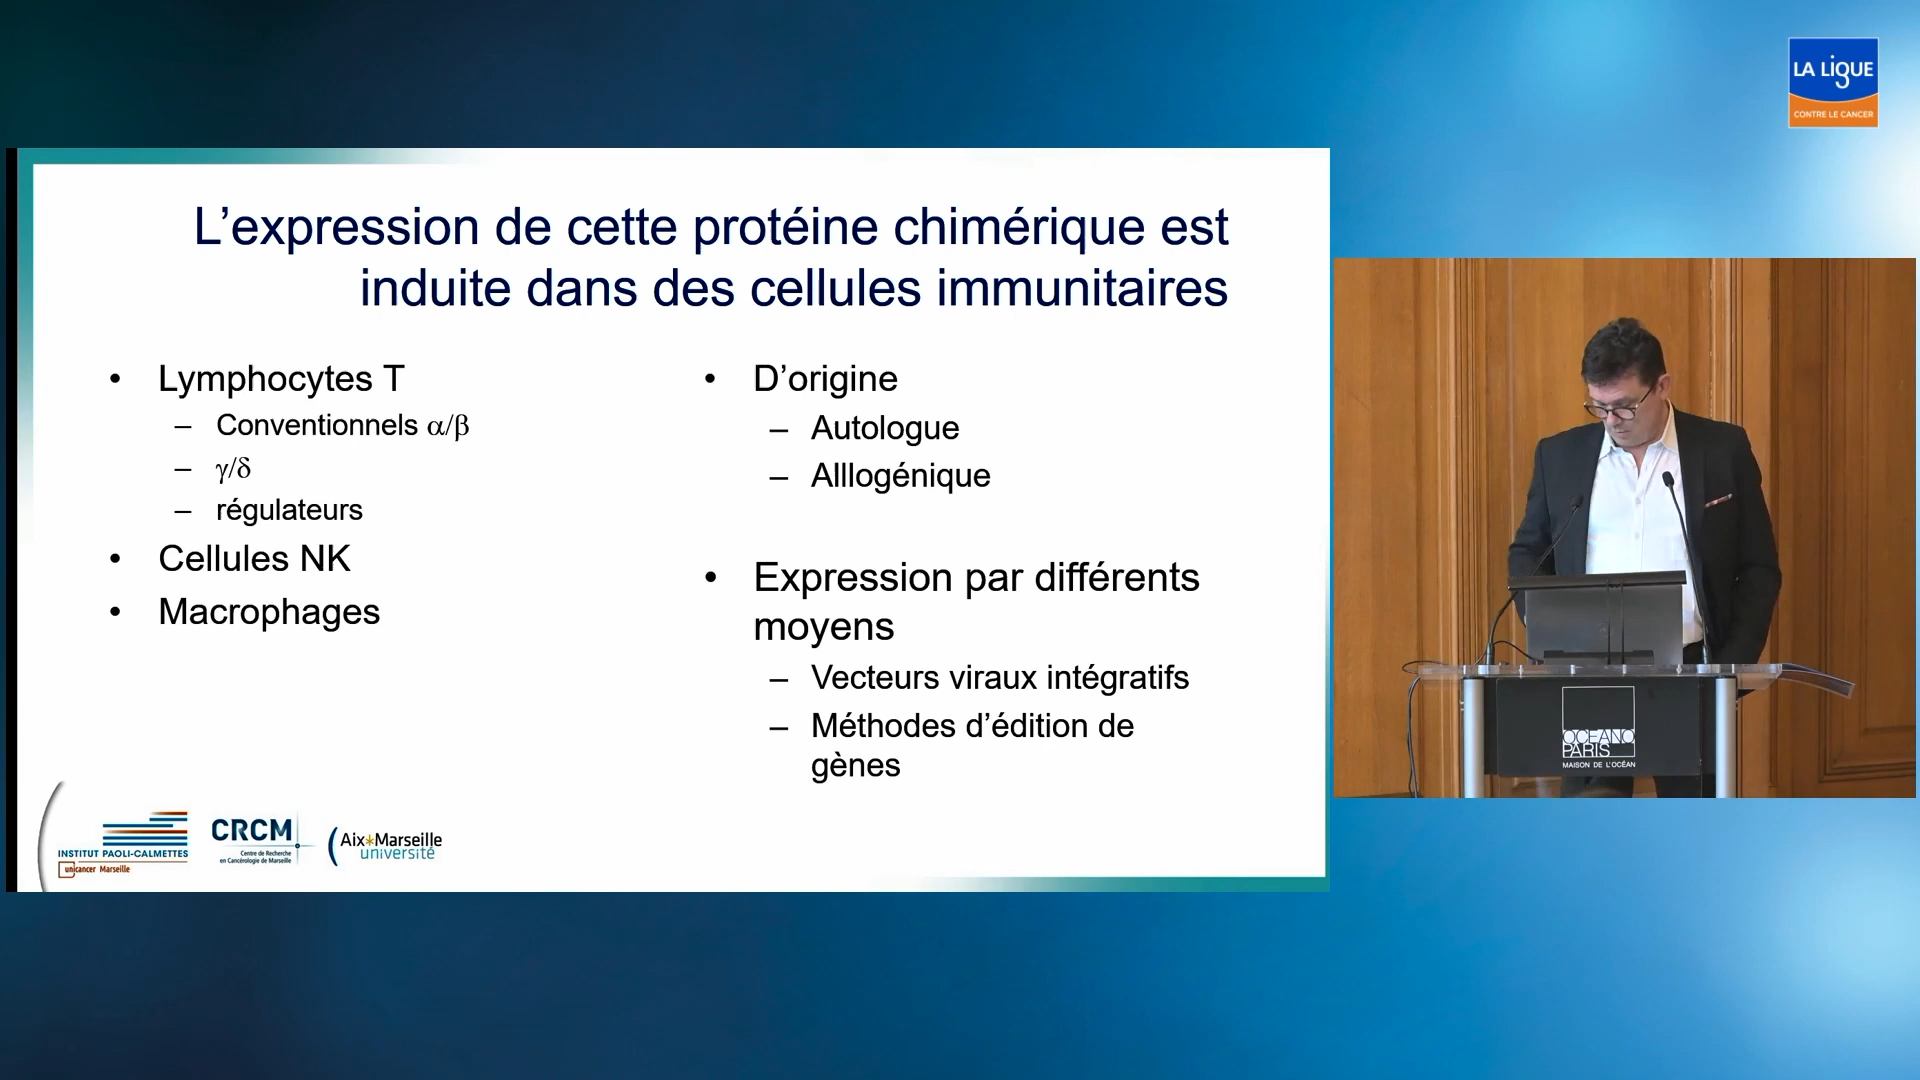 LA LiGUE
CONTRE LE CANCER
L’expression de cette protéine chimérique est
induite dans des cellules immunitaires
• Lymphocytes T
– Conventionnels α/β
– γ/δ
– régulateurs
• Cellules NK
• Macrophages
• D’origine
– Autologue
– Alllogénique
• Expression par différents
moyens
– Vecteurs viraux intégratifs
– Méthodes d’édition de
gènes
INSTITUT PAOLI-CALMETTES
unicancer Marseille
CRCM
Centre de Recherche
en Cancérologie de Marseille
Aix*Marseille
université
OCEANO
PARIS
MAISON DE L'OCÉAN